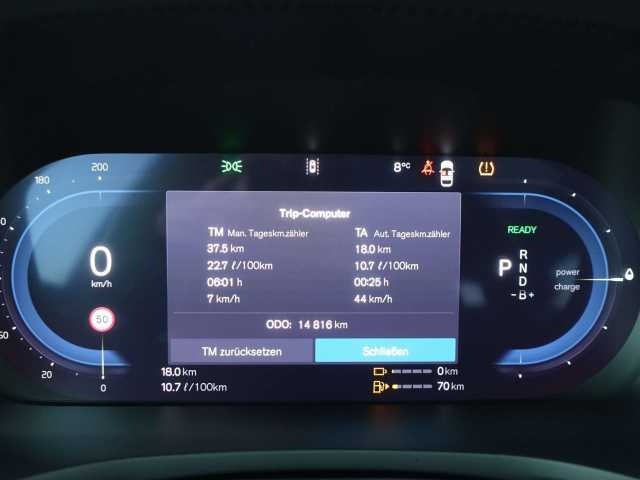 200
180
8°C
Trip-Computer
TM Man. Tageskm.zähler TA Aut. Tageskm.zähler
37.5 km 18.0 km
22.7 ℓ/100km 10.7 ℓ/100km
06:01 h 00:25 h
7 km/h 44 km/h
ODO: 14 816 km
TM zurücksetzen Schließen
READY
0
km/h
P R
N
D
-B+
power
charge
50
20
0
18.0 km 0 km
10.7 ℓ/100km 70 km